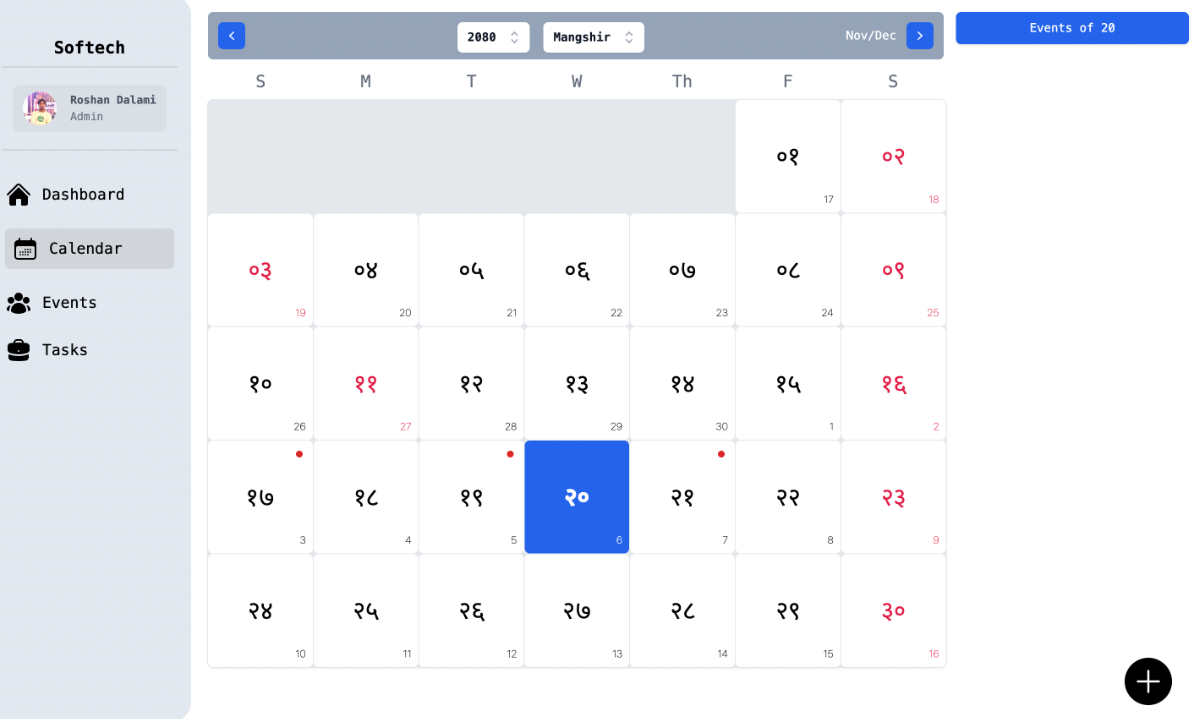 Softech
Roshan Dalami
Admin
Dashboard
Calendar
Events
Tasks
2080 Mangshir Nov/Dec
S M T W Th F S
०१ ०२
17 18
०३ ०४ ०५ ०६ ०७ ०८ ०९
19 20 21 22 23 24 25
१० ११ १२ १३ १४ १५ १६
26 27 28 29 30 1 2
१७ १८ १९ २० २१ २२ २३
3 4 5 6 7 8 9
२४ २५ २६ २७ २८ २९ ३०
10 11 12 13 14 15 16
Events of 20